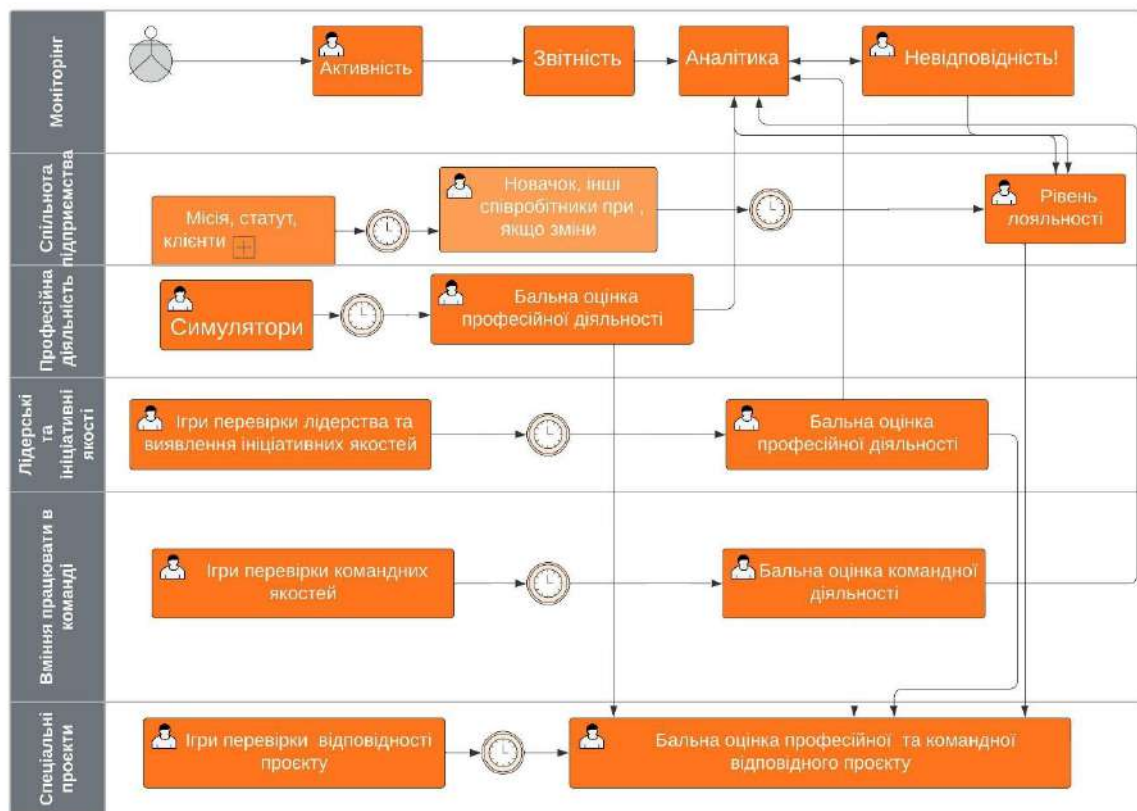 Моніторінг
Активність
Звітність
Аналітика
Невідповідність!
Спільнота
підприємства
Місія, статут,
клієнти
Новачок, інші
співробітники при ,
якщо зміни
Рівень
лояльності
Професійна
діяльність
Симулятори
Бальна оцінка
професійної діяльності
Лідерські
та
ініціативні
якості
Ігри перевірки лідерства та
виявлення ініціативних якостей
Бальна оцінка
професійної діяльності
Вміння працювати в
команді
Ігри перевірки командних
якостей
Бальна оцінка командної
діяльності
Спеціальні
проєкти
Ігри перевірки відповідності
проєкту
Бальна оцінка професійної та командної
відповідного проєкту